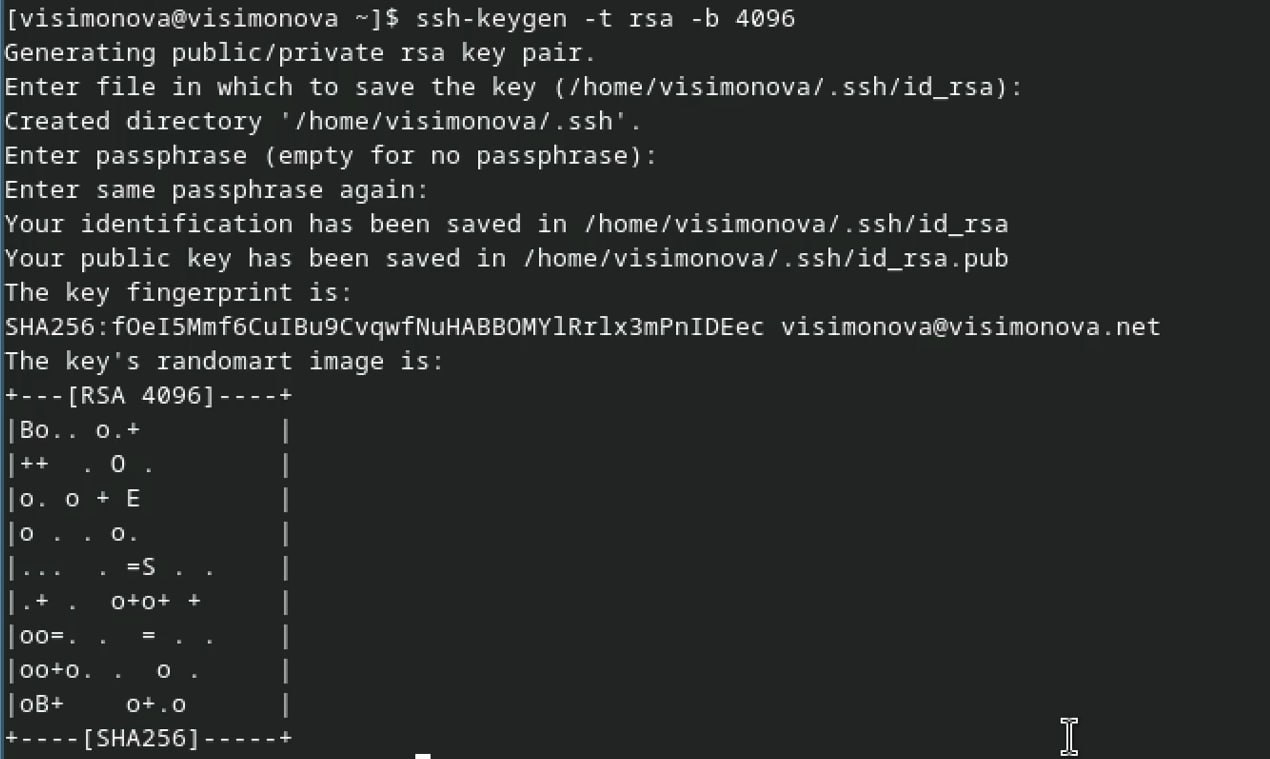 [visimonova@visimonova ~]$ ssh-keygen -t rsa -b 4096
Generating public/private rsa key pair.
Enter file in which to save the key (/home/visimonova/.ssh/id_rsa):
Created directory '/home/visimonova/.ssh'.
Enter passphrase (empty for no passphrase):
Enter same passphrase again:
Your identification has been saved in /home/visimonova/.ssh/id_rsa
Your public key has been saved in /home/visimonova/.ssh/id_rsa.pub
The key fingerprint is:
SHA256:fOeI5Mmf6CuIBu9CvqwfNuHABBOMYlRrlx3mPnIDEec visimonova@visimonova.net
The key's randomart image is:
+---[RSA 4096]----+
|Bo.. o.+         |
|++  . O .        |
|o. o + E         |
|o . . o.         |
|...  . =S . .    |
|.+ .  o+o+ +     |
|oo=. .  = . .    |
|oo+o. .  o .     |
|oB+    o+.o      |
+----[SHA256]-----+